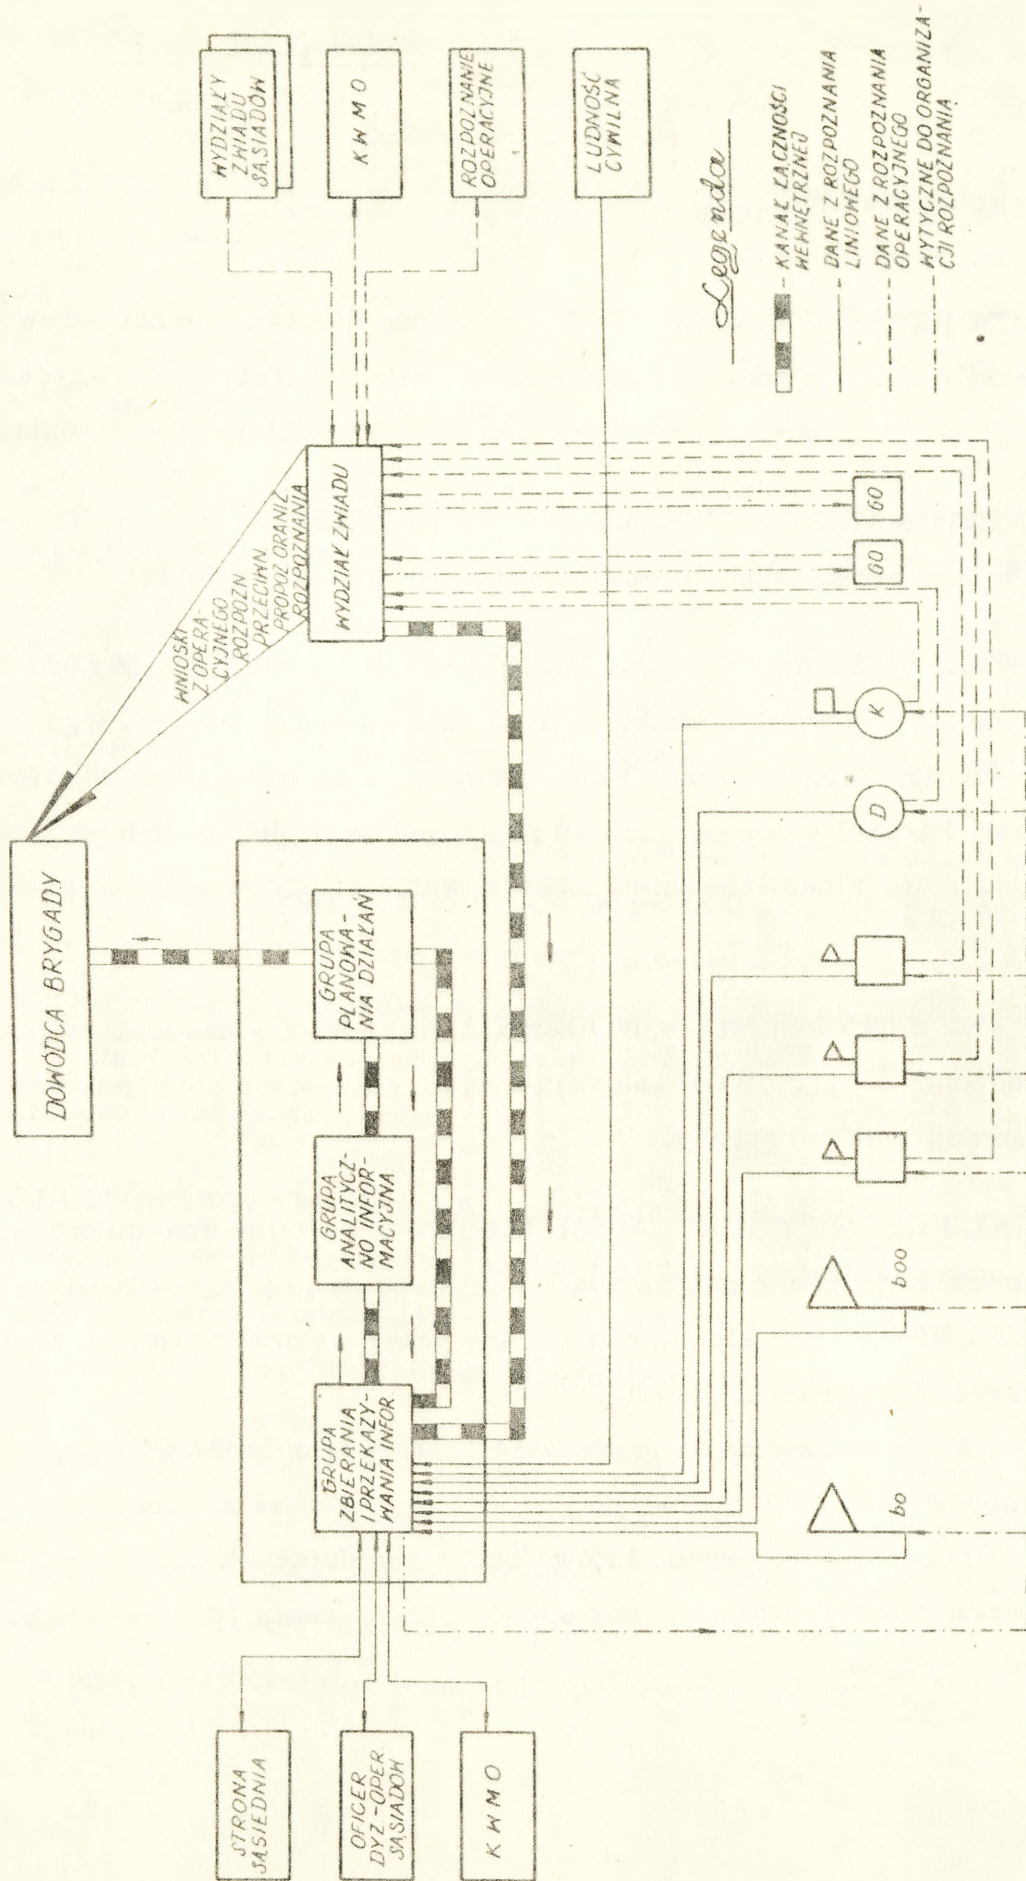 DOWÓDCA BRYGADY
WNIOSKI
Z OPERA-
CYJNEGO
ROZPOZN
PRZECIWN
PROPOZ ORANIZ
ROZPOZNANIA
STRONA
SĄSIEDNIA
OFICER
DYŻ-OPER.
SĄSIADÓW
KWMO
GRUPA
ZBIERANIA
I PRZEKAZY-
WANIA INFOR
GRUPA
ANALITYCZ-
NO INFOR-
MACYJNA
GRUPA
PLANOWA-
NIA DZIAŁAŃ
WYDZIAŁ ZWIADU
WYDZIAŁY
ZWIADU
SĄSIADÓW
KWMO
ROZPOZNANIE
OPERACYJNE
LUDNOŚĆ
CYWILNA
bo
boo
D
K
GO
GO
Legenda
KANAŁ ŁĄCZNOŚCI
WEWNĘTRZNEJ
DANE Z ROZPOZNANIA
LINIOWEGO
DANE Z ROZPOZNANIA
OPERACYJNEGO
WYTYCZNE DO ORGANIZA-
CJI ROZPOZNANIA